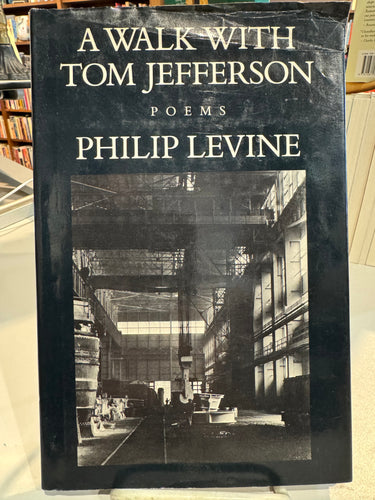 A WALK WITH
TOM JEFFERSON
POEMS
PHILIP LEVINE